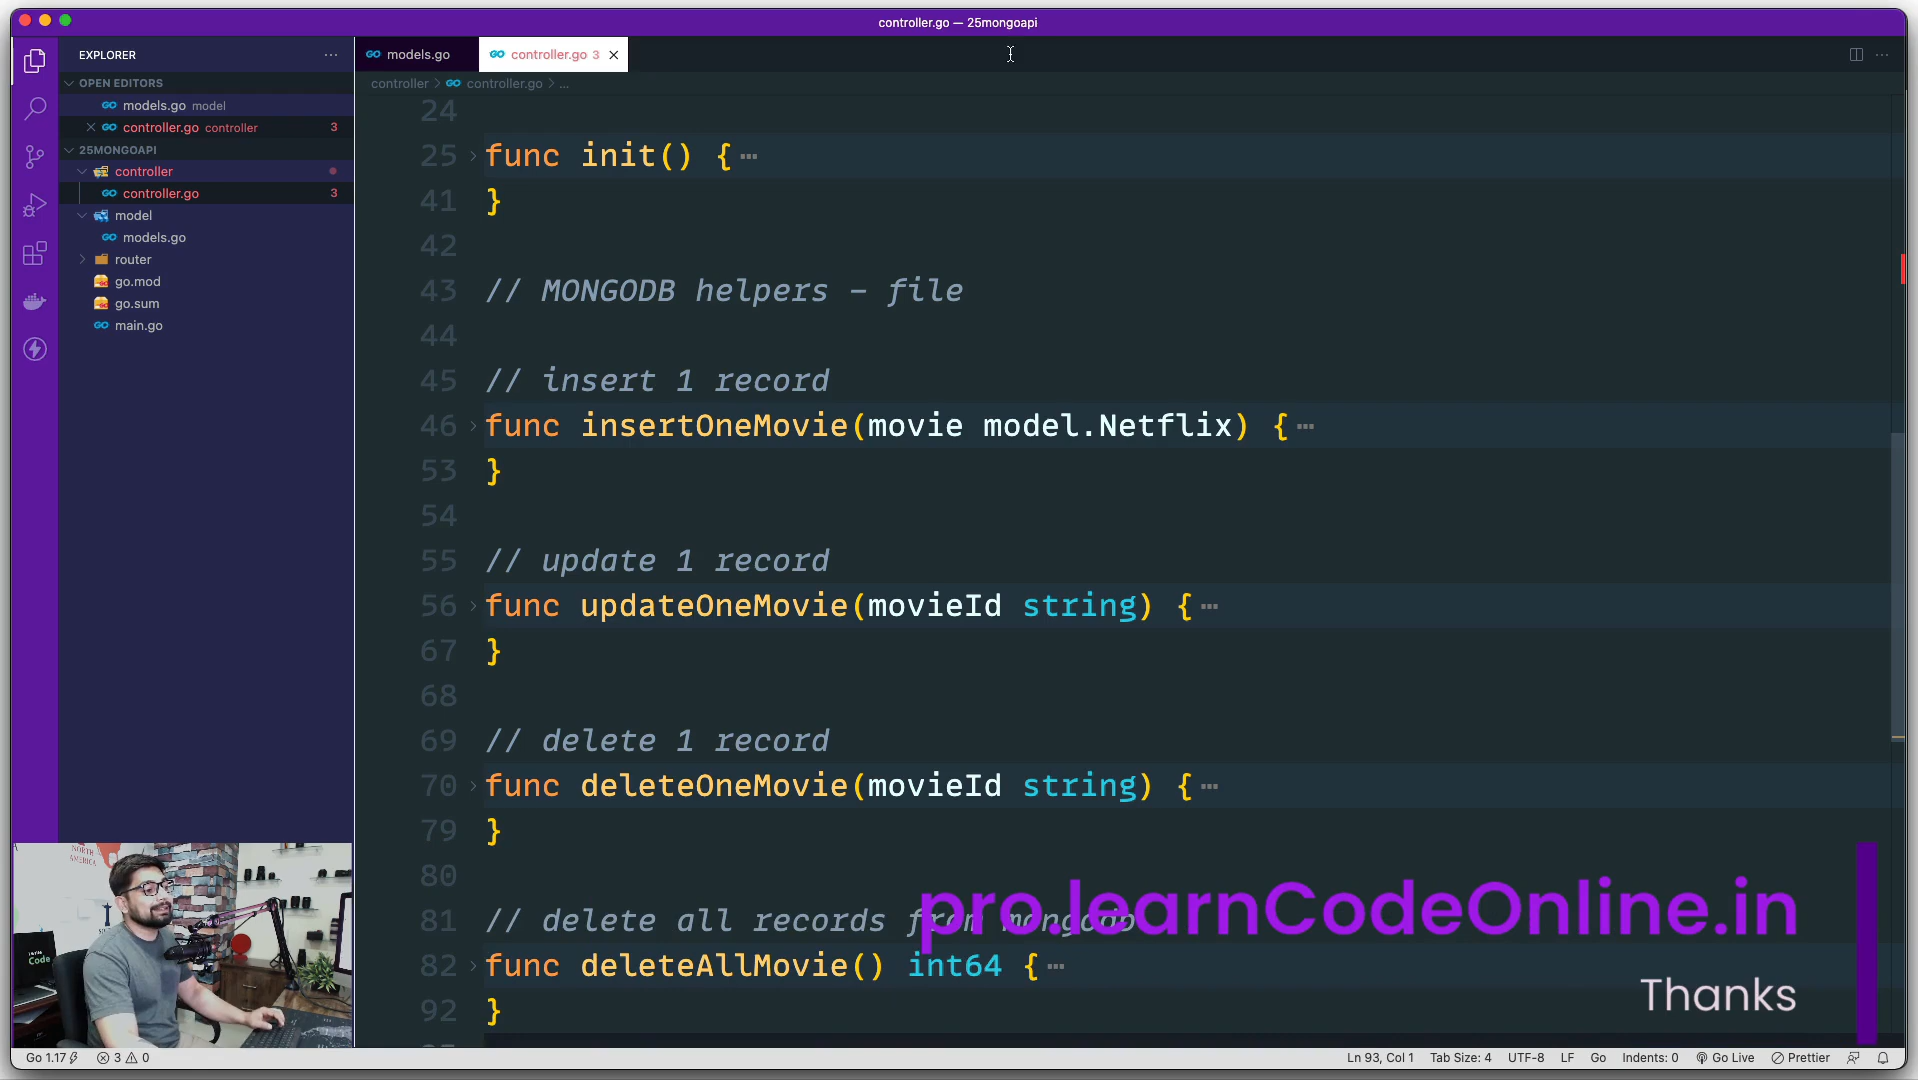 controller.go — 25mongoapi
EXPLORER
models.go
controller.go 3
controller > controller.go > ...
OPEN EDITORS
models.go model
controller.go controller 3
25MONGOAPI
controller
controller.go 3
model
models.go
router
go.mod
go.sum
main.go
24
25 func init() {
41 }
42
43 // MONGODB helpers - file
44
45 // insert 1 record
46 func insertOneMovie(movie model.Netflix) {
53 }
54
55 // update 1 record
56 func updateOneMovie(movieId string) {
67 }
68
69 // delete 1 record
70 func deleteOneMovie(movieId string) {
79 }
80
81 // delete all records from mongodb
82 func deleteAllMovie() int64 {
92 }
pro.learnCodeOnline.in
Thanks
NORTH
AMERICA
Code
Go 1.17
3 0
Ln 93, Col 1 Tab Size: 4 UTF-8 LF Go Indents: 0 Go Live Prettier